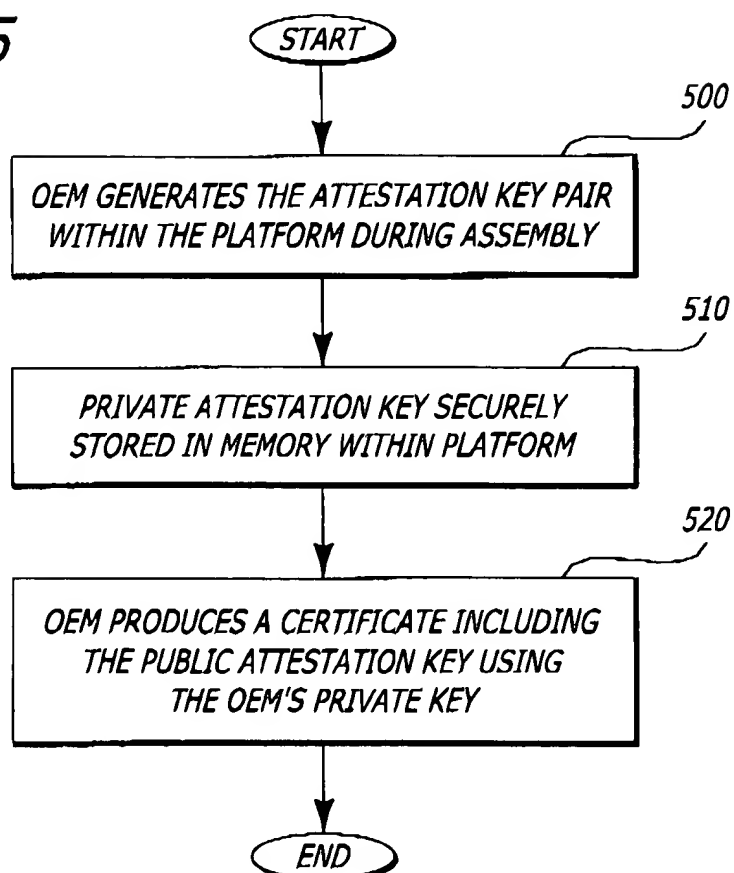 5
START
500
OEM GENERATES THE ATTESTATION KEY PAIR
WITHIN THE PLATFORM DURING ASSEMBLY
510
PRIVATE ATTESTATION KEY SECURELY
STORED IN MEMORY WITHIN PLATFORM
520
OEM PRODUCES A CERTIFICATE INCLUDING
THE PUBLIC ATTESTATION KEY USING
THE OEM'S PRIVATE KEY
END